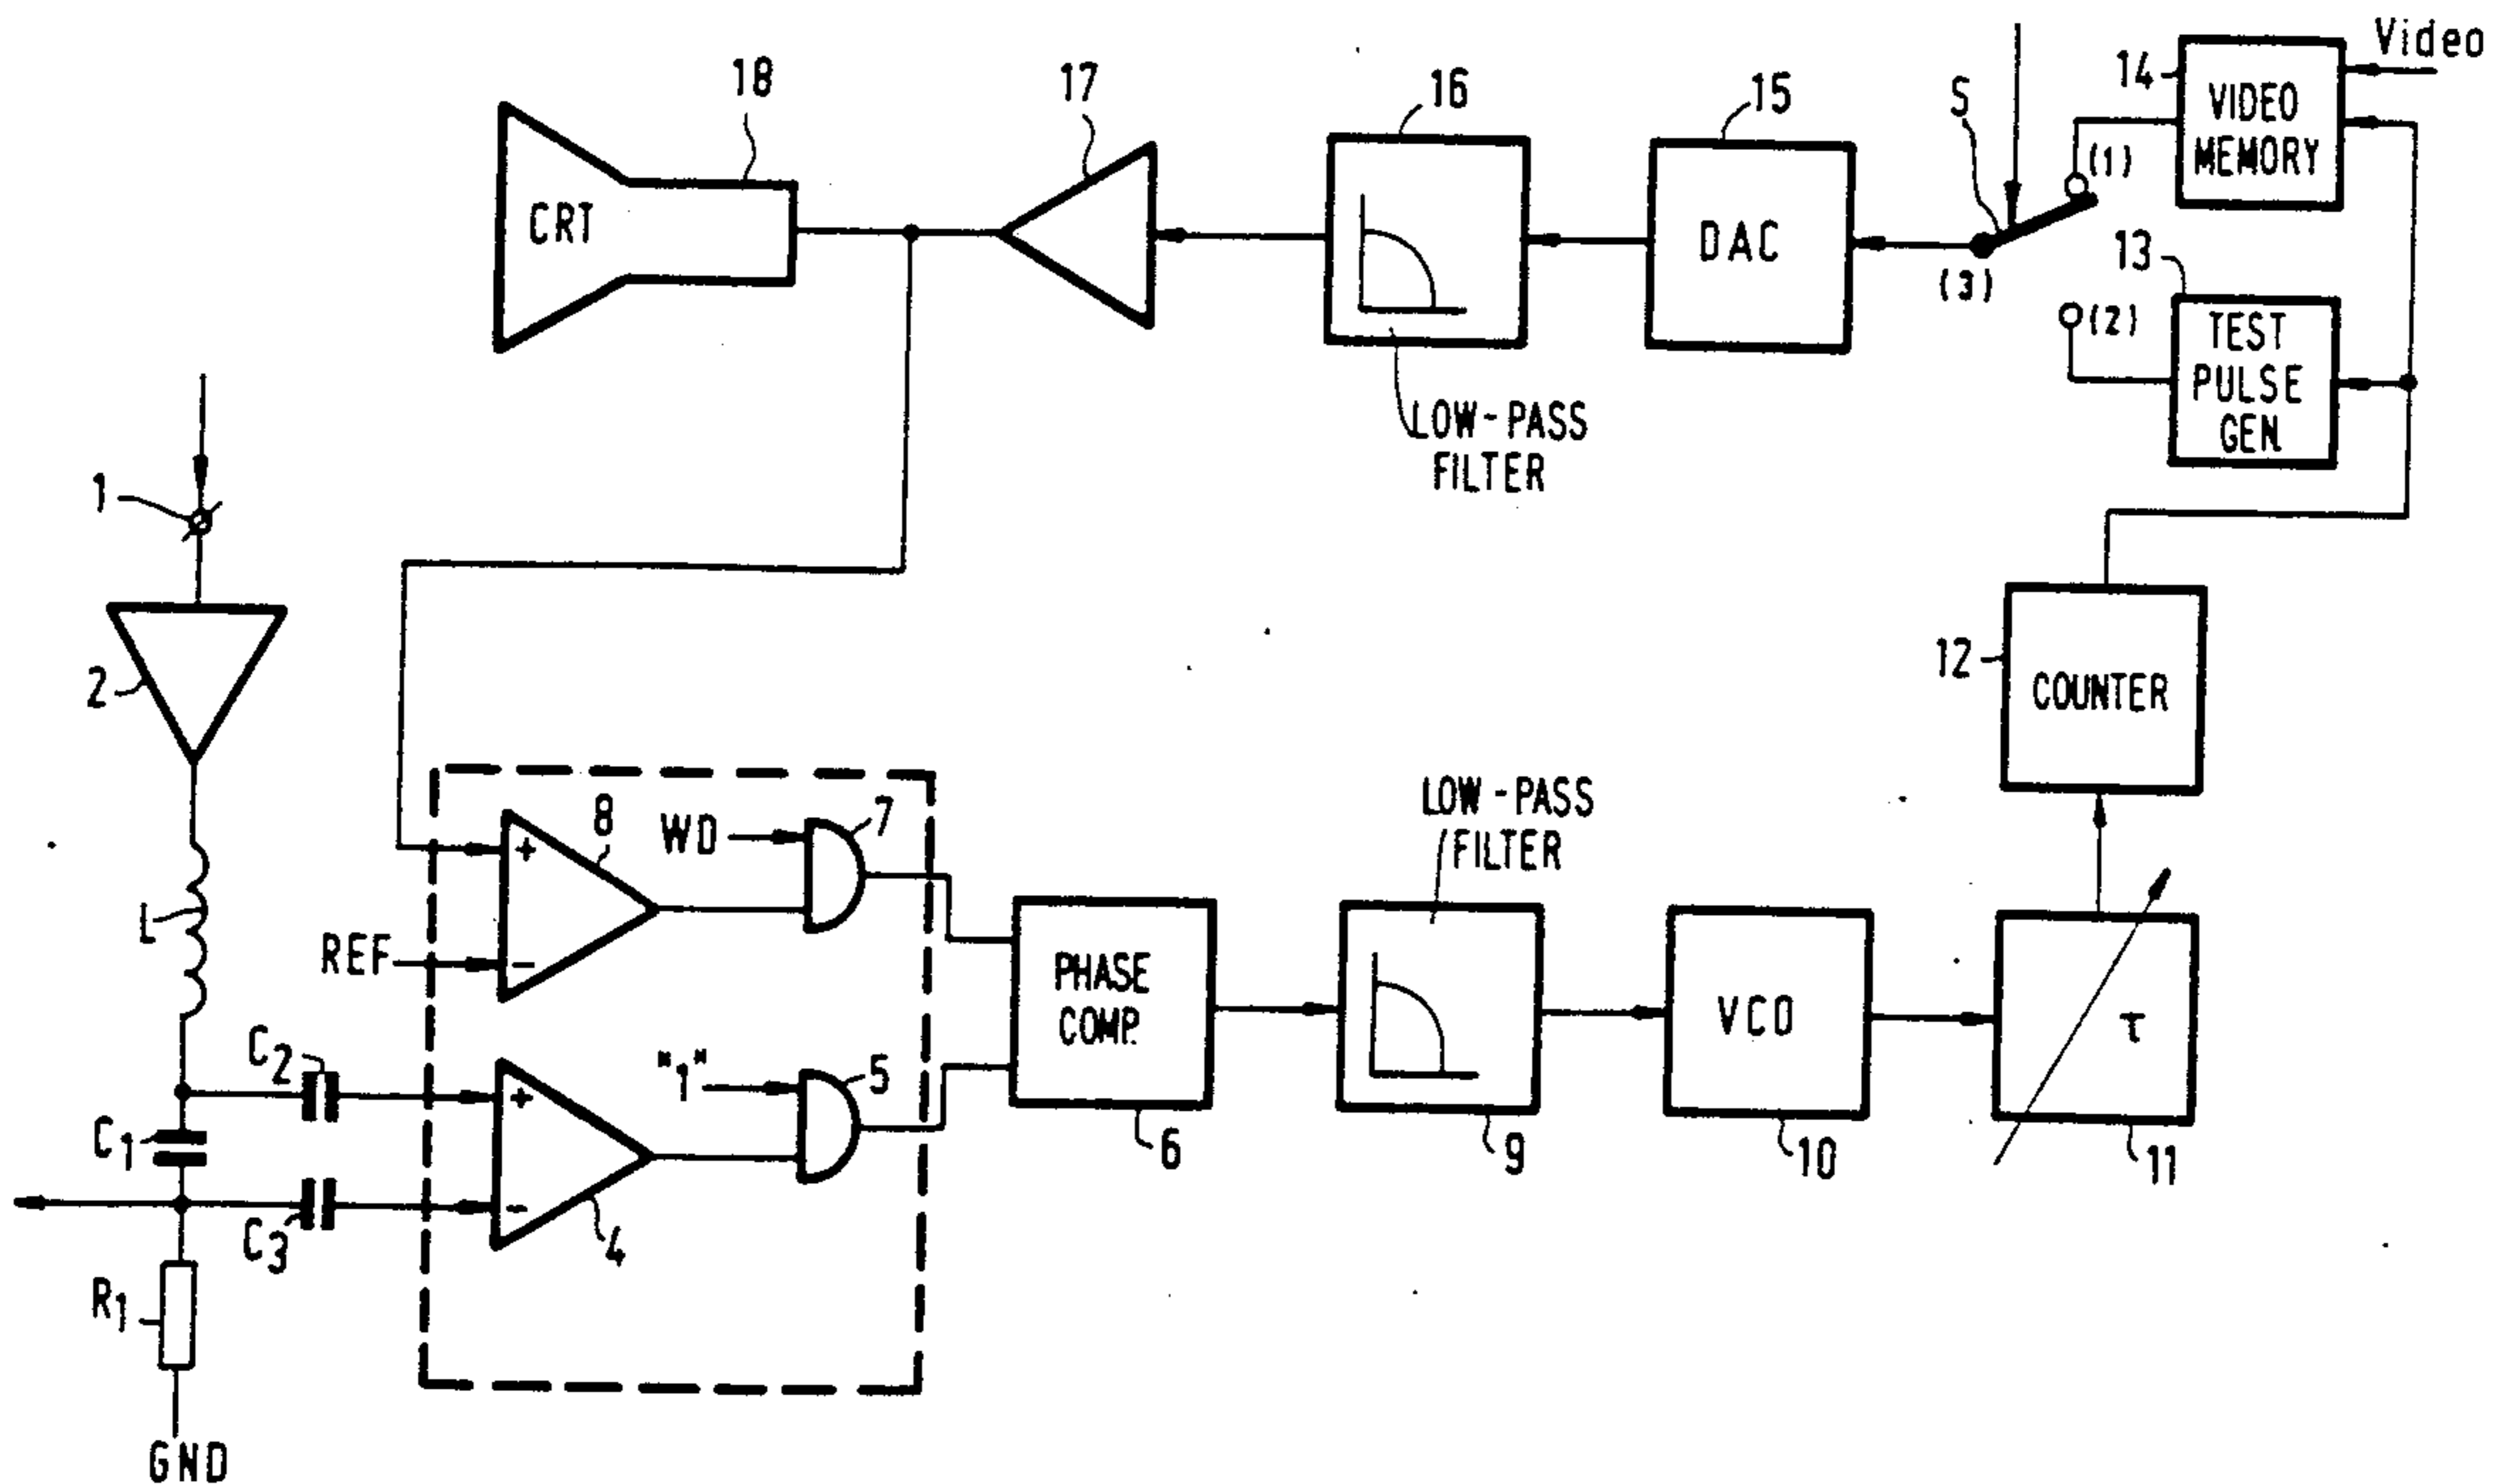 Video
18
17
16
15
S
14
VIDEO
MEMORY
(1)
CRT
DAC
(3)
13
(2)
TEST
PULSE
GEN.
LOW-PASS
FILTER
1
2
12
COUNTER
8
WD
7
LOW-PASS
FILTER
L
+
REF
-
PHASE
COMP.
VCO
τ
C2
"1"
5
+
C1
6
9
10
11
C3
-
4
R1
GND